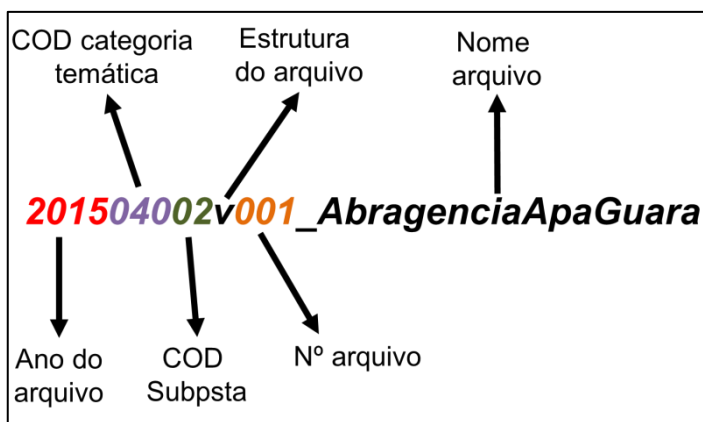 COD categoria
temática
Estrutura
do arquivo
Nome
arquivo
201504002v001_AbragenciaApaGuara
Ano do
arquivo
COD
Subpsta
Nº arquivo